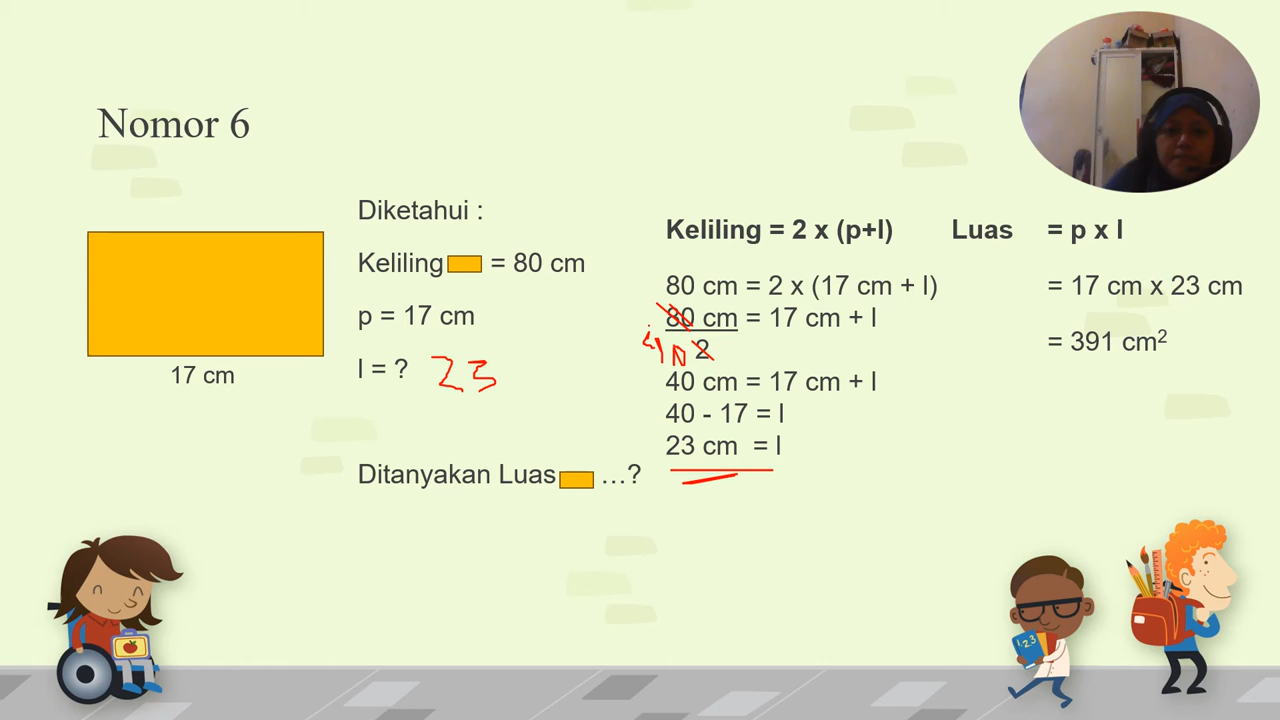 Nomor 6
17 cm
Diketahui :
Keliling = 80 cm
p = 17 cm
l = ? 23
Ditanyakan Luas ...?
Keliling = 2 x (p+l)
80 cm = 2 x (17 cm + l)
80 cm = 17 cm + l
2
40
40 cm = 17 cm + l
40 - 17 = l
23 cm = l
Luas = p x l
= 17 cm x 23 cm
= 391 cm²
123